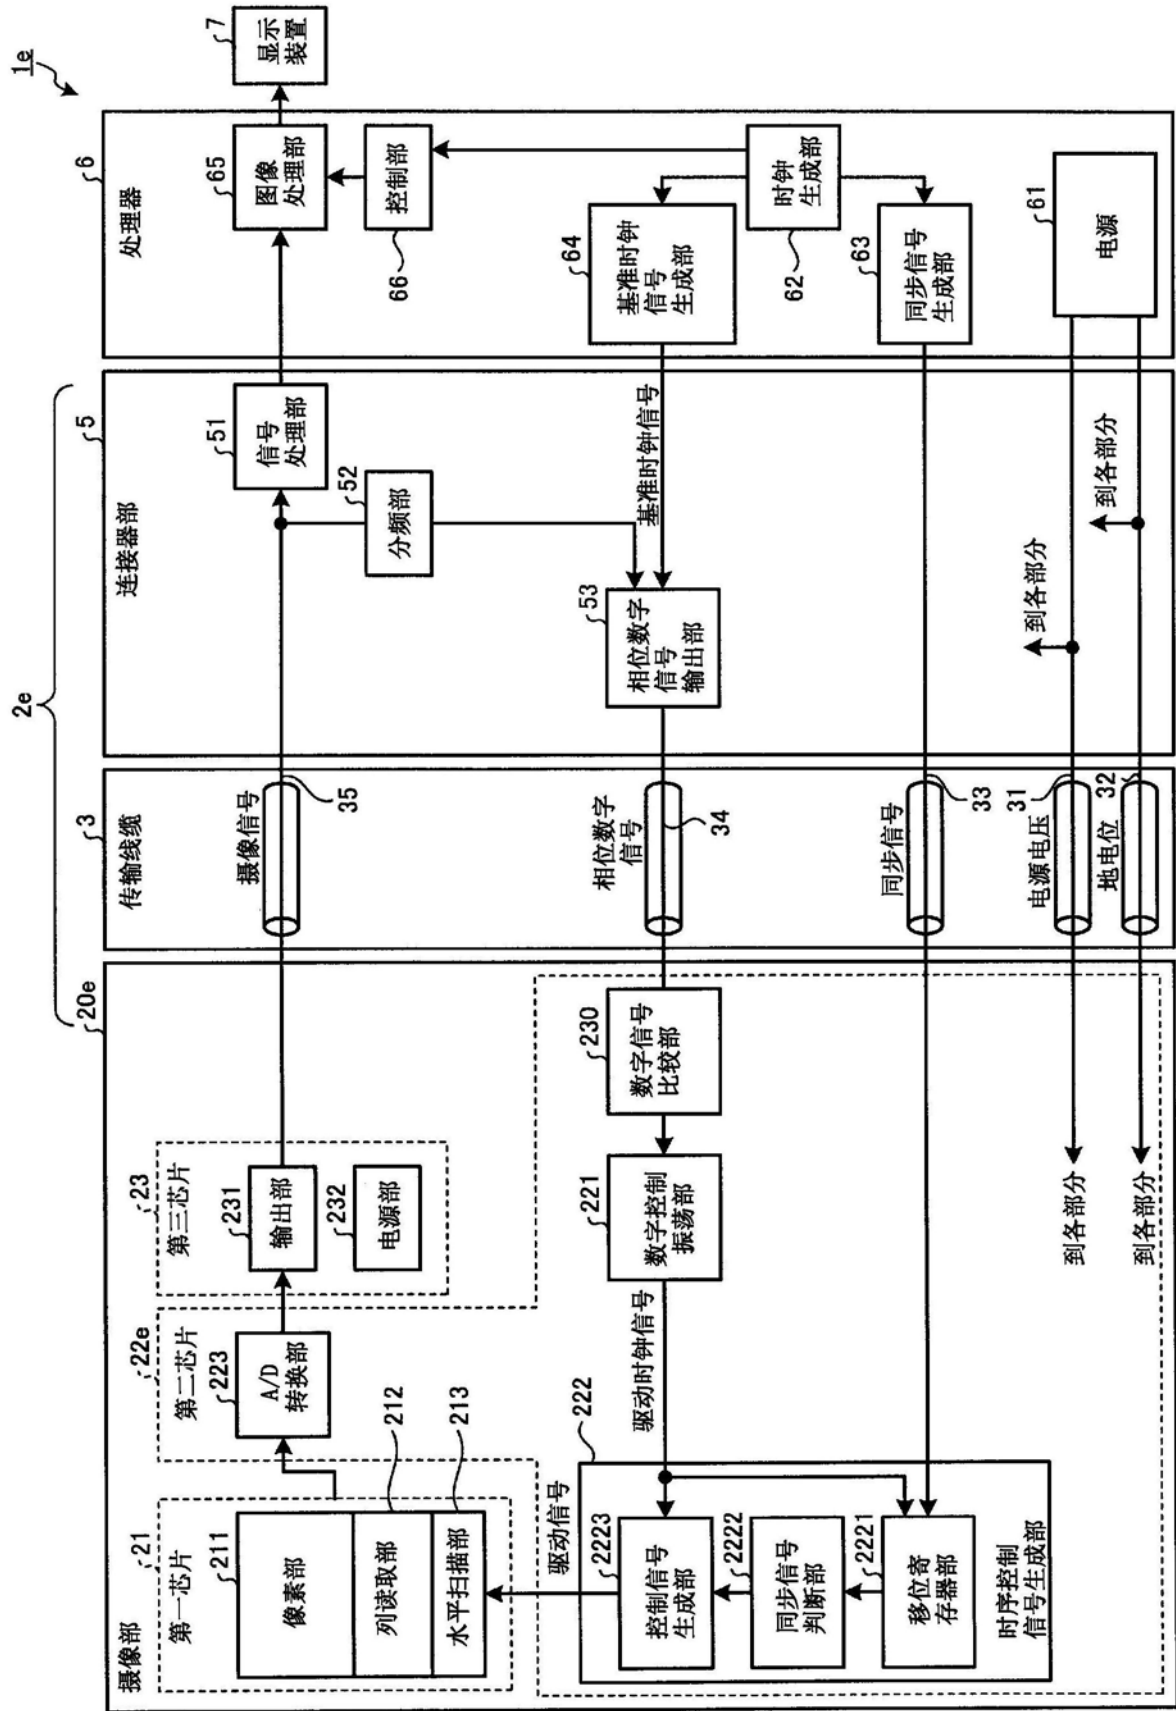 1e
2e
20e
摄像部
21
第一芯片
211
像素部
列读取部
212
水平扫描部
213
22e
第二芯片
223
A/D
转换部
23
第三芯片
231
输出部
232
电源部
驱动信号
222
2223
控制信号
生成部
2222
同步信号
判断部
2221
移位寄
存器部
时序控制
信号生成部
驱动时钟信号
221
数字控制
振荡部
230
数字信号
比较部
到各部分
到各部分
3
传输线缆
摄像信号
35
相位数字
信号
34
同步信号
33
电源电压
31
地电位
32
5
连接器部
51
信号
处理部
52
分频部
53
相位数字
信号
输出部
基准时钟信号
到各部分
到各部分
6
处理器
65
图像
处理部
66
控制部
64
基准时钟
信号
生成部
62
时钟
生成部
63
同步信号
生成部
61
电源
7
显示
装置